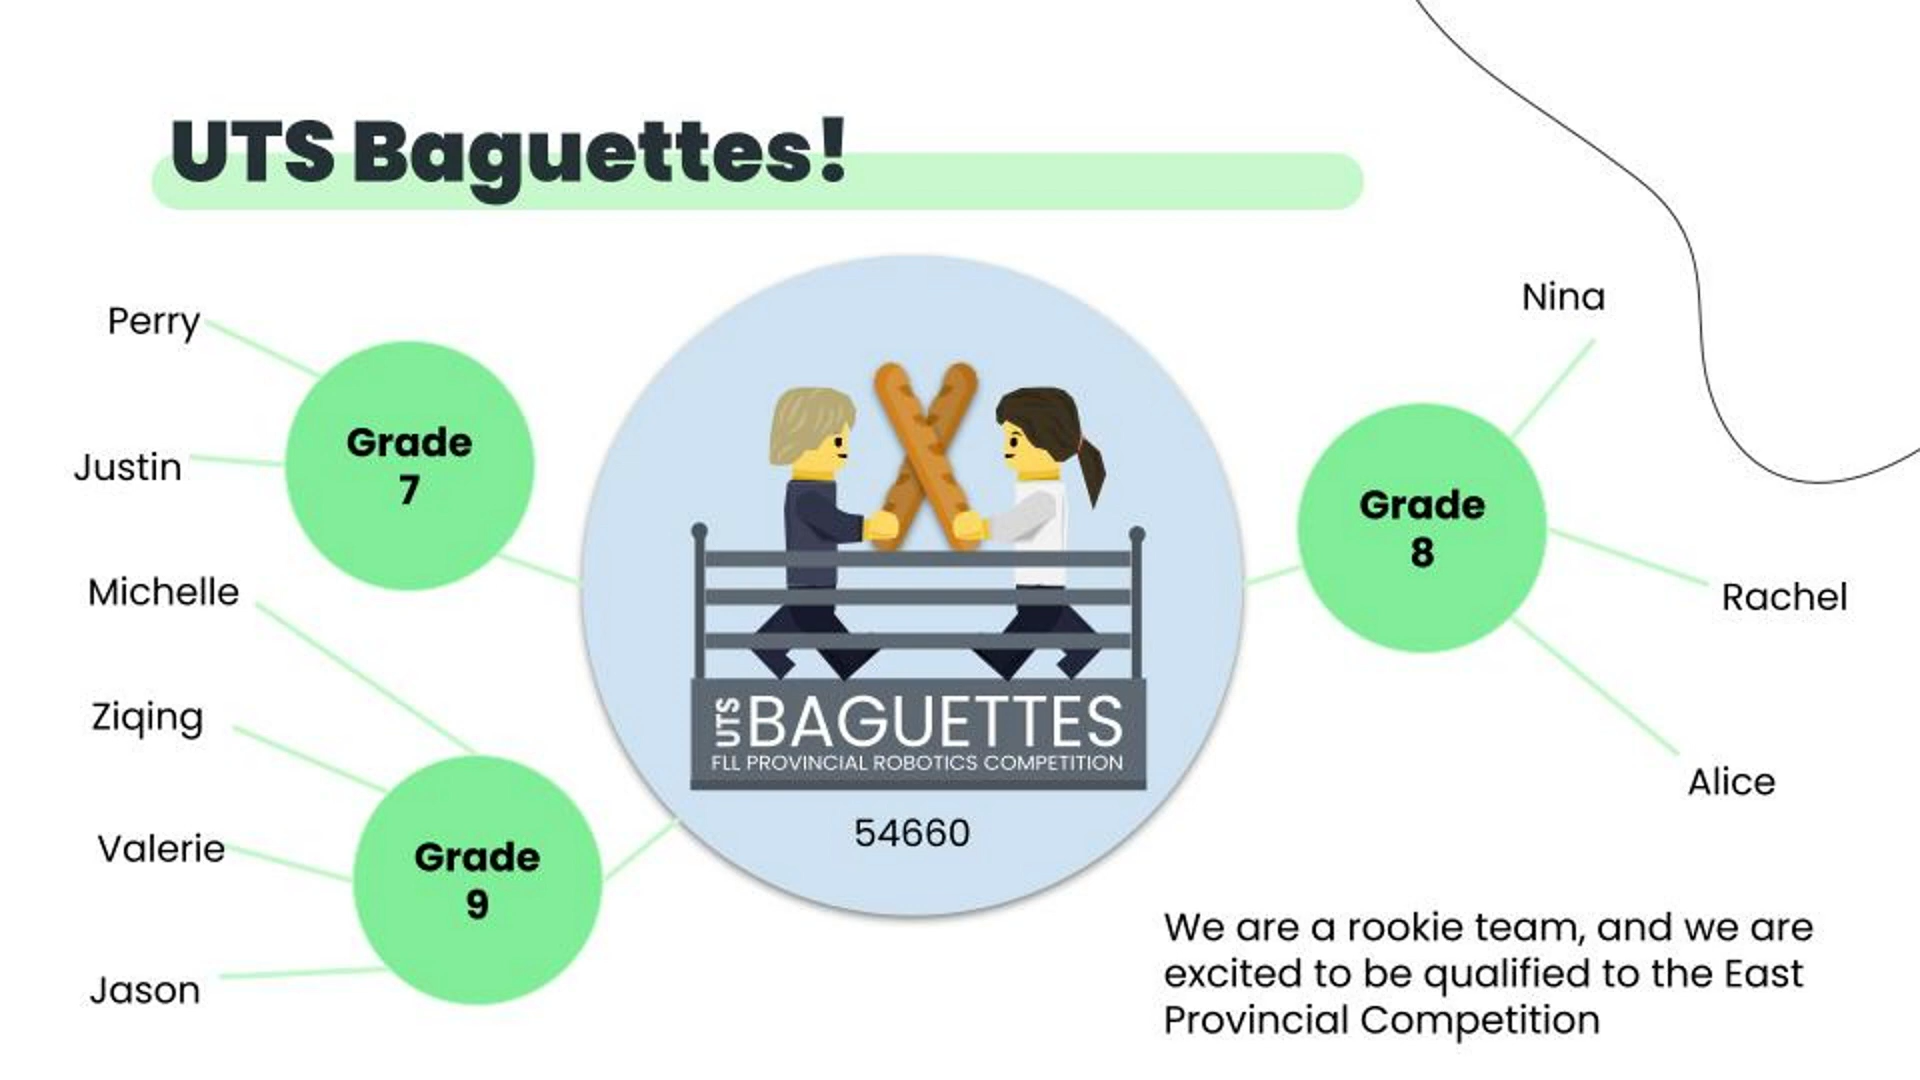 UTS Baguettes!
Perry
Justin
Grade
7
Michelle
Ziqing
Valerie
Jason
Grade
9
UTS BAGUETTES
FLL PROVINCIAL ROBOTICS COMPETITION
54660
Nina
Grade
8
Rachel
Alice
We are a rookie team, and we are
excited to be qualified to the East
Provincial Competition